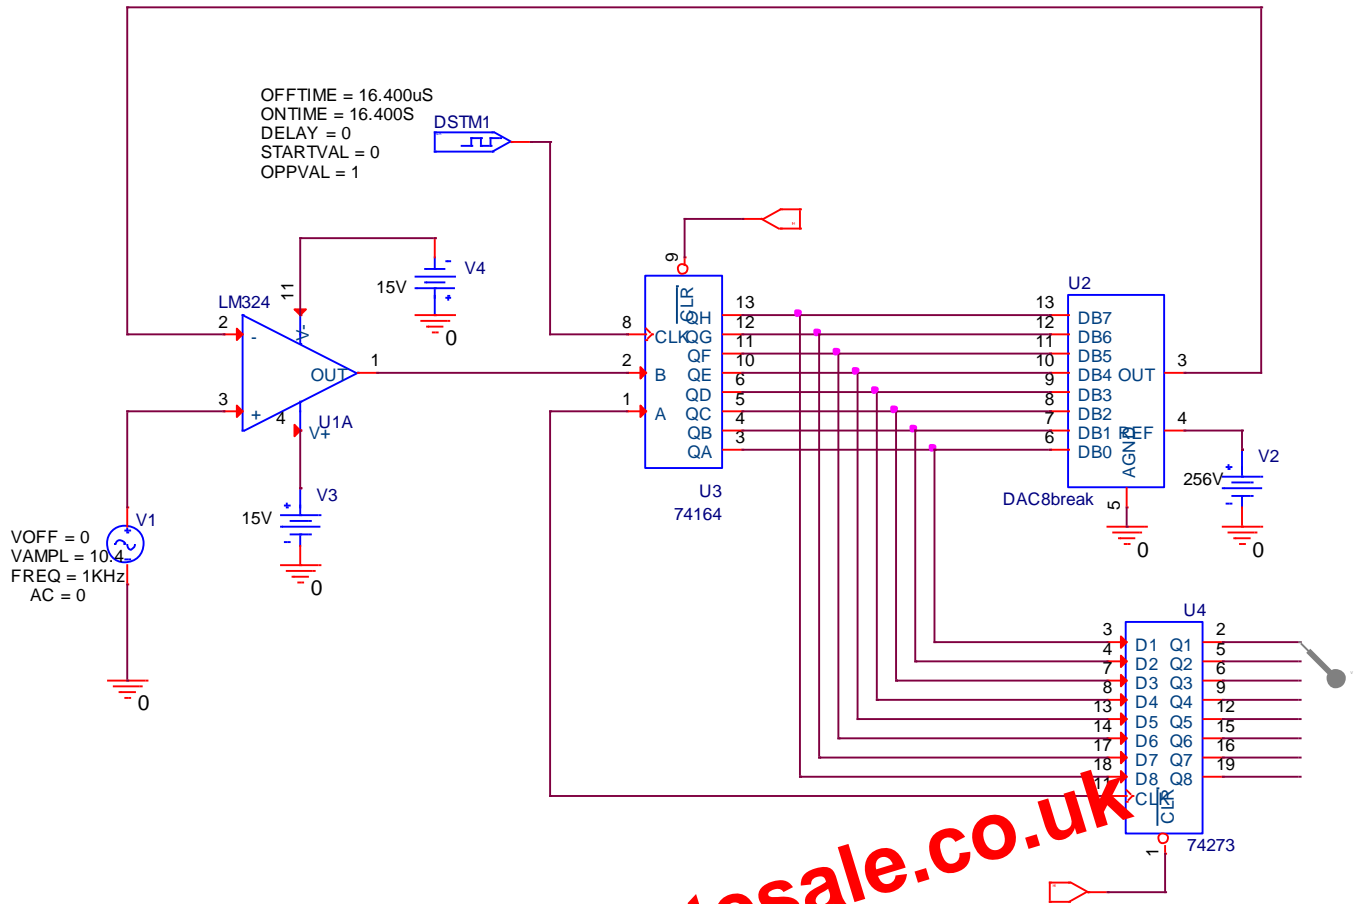 OFFTIME = 16.400uS
ONTIME = 16.400S
DELAY = 0
STARTVAL = 0
OPPVAL = 1
DSTM1
V4
15V
0
11
LM324
2
-
V-
OUT
1
3
+
4
U1A
V+
V3
15V
0
V1
VOFF = 0
VAMPL = 10.4
FREQ = 1KHz
AC = 0
0
9
CLR
8
CLK
2
B
1
A
QH
QG
QF
QE
QD
QC
QB
QA
13
12
11
10
6
5
4
3
U3
74164
U2
13
12
11
10
9
8
7
6
DB7
DB6
DB5
DB4
DB3
DB2
DB1
DB0
OUT
3
REF
4
AGND
5
DAC8break
0
V2
256V
0
U4
3
4
7
8
13
14
17
18
11
D1
D2
D3
D4
D5
D6
D7
D8
CLK
CLR
Q1
Q2
Q3
Q4
Q5
Q6
Q7
Q8
2
5
6
9
12
15
16
19
1
74273
tesale.co.uk